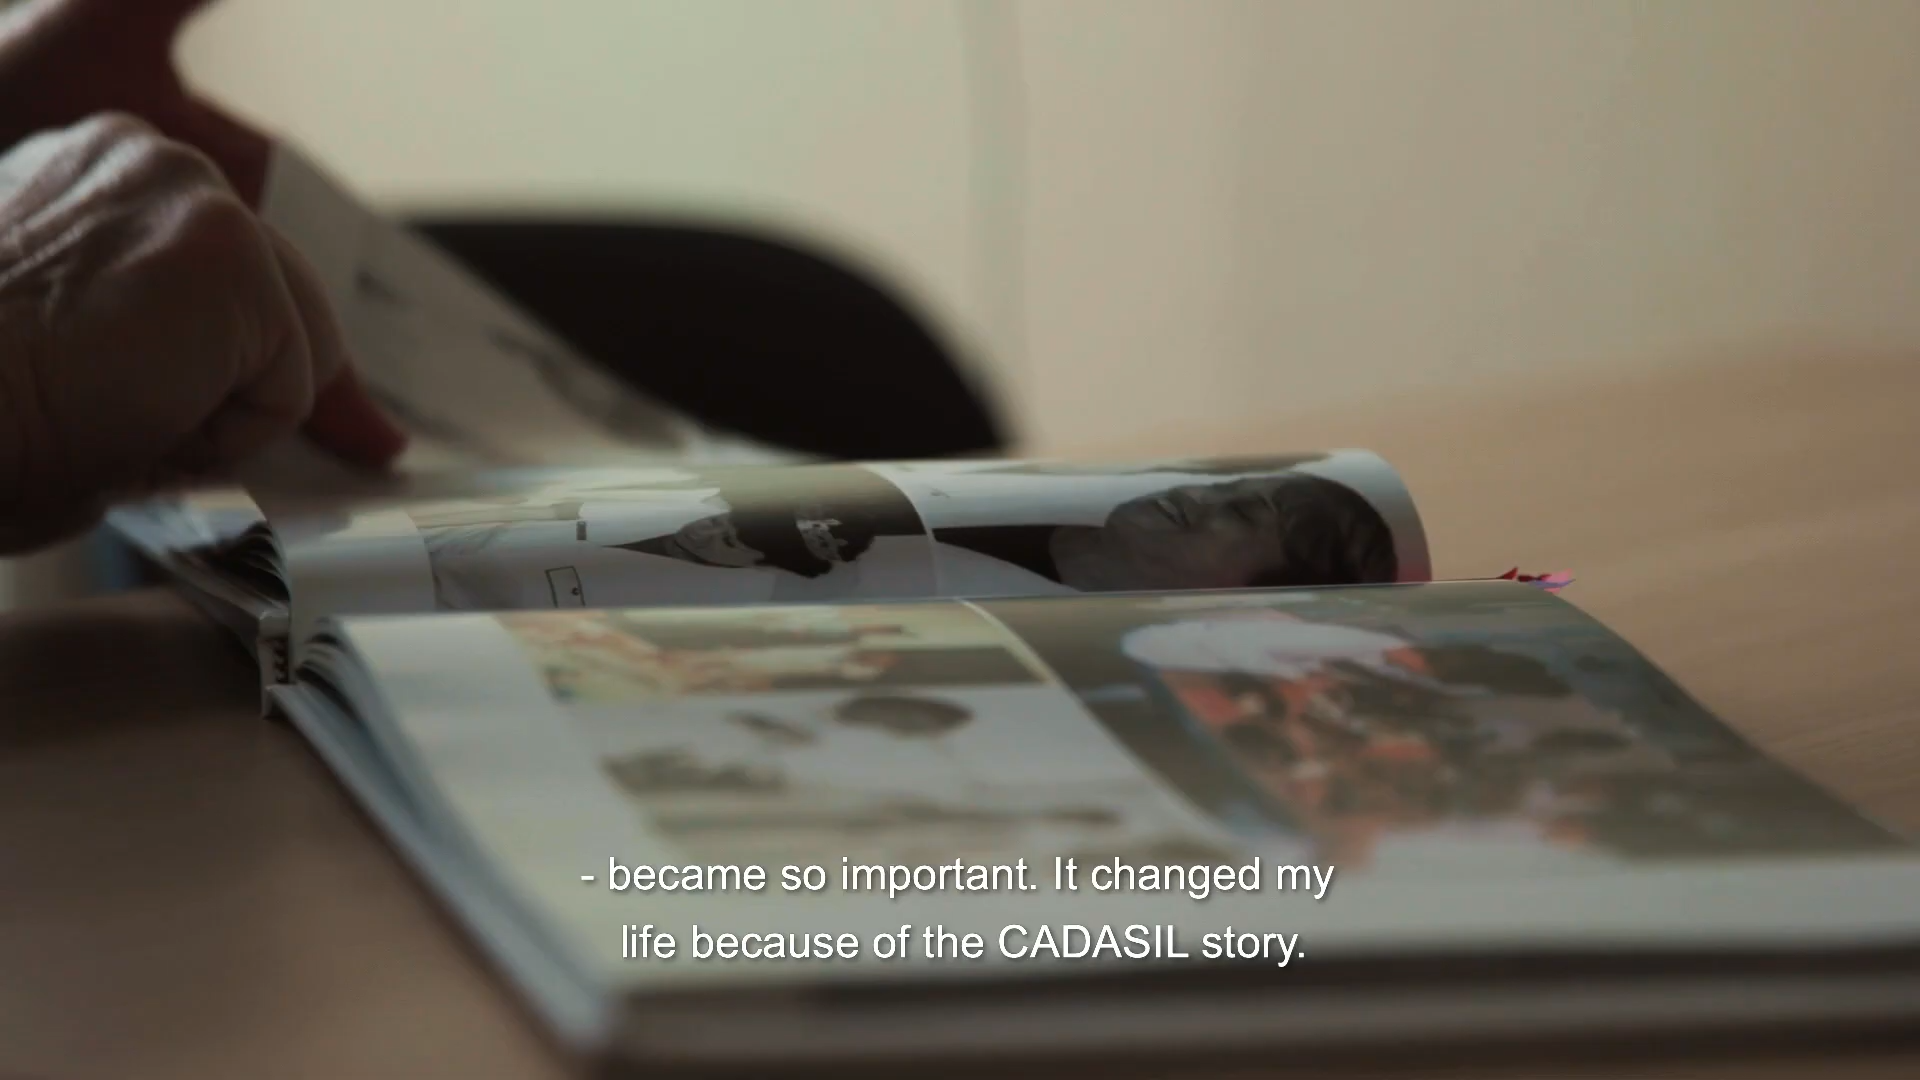 - became so important. It changed my
life because of the CADASIL story.